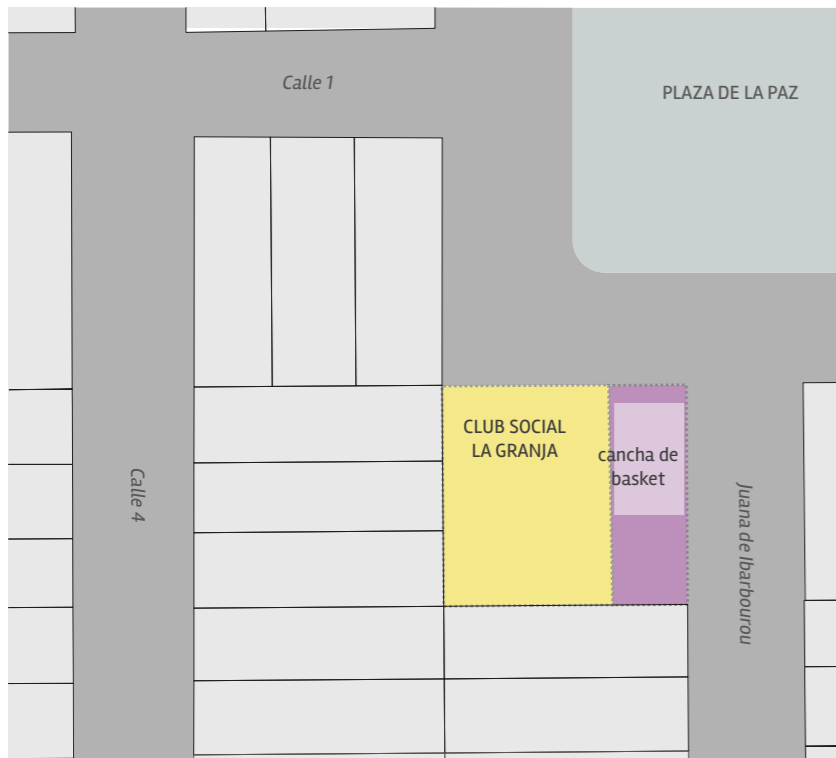 Calle 1
PLAZA DE LA PAZ
CLUB SOCIAL
LA GRANJA
cancha de
basket
Calle 4
Juana de Ibarbourou